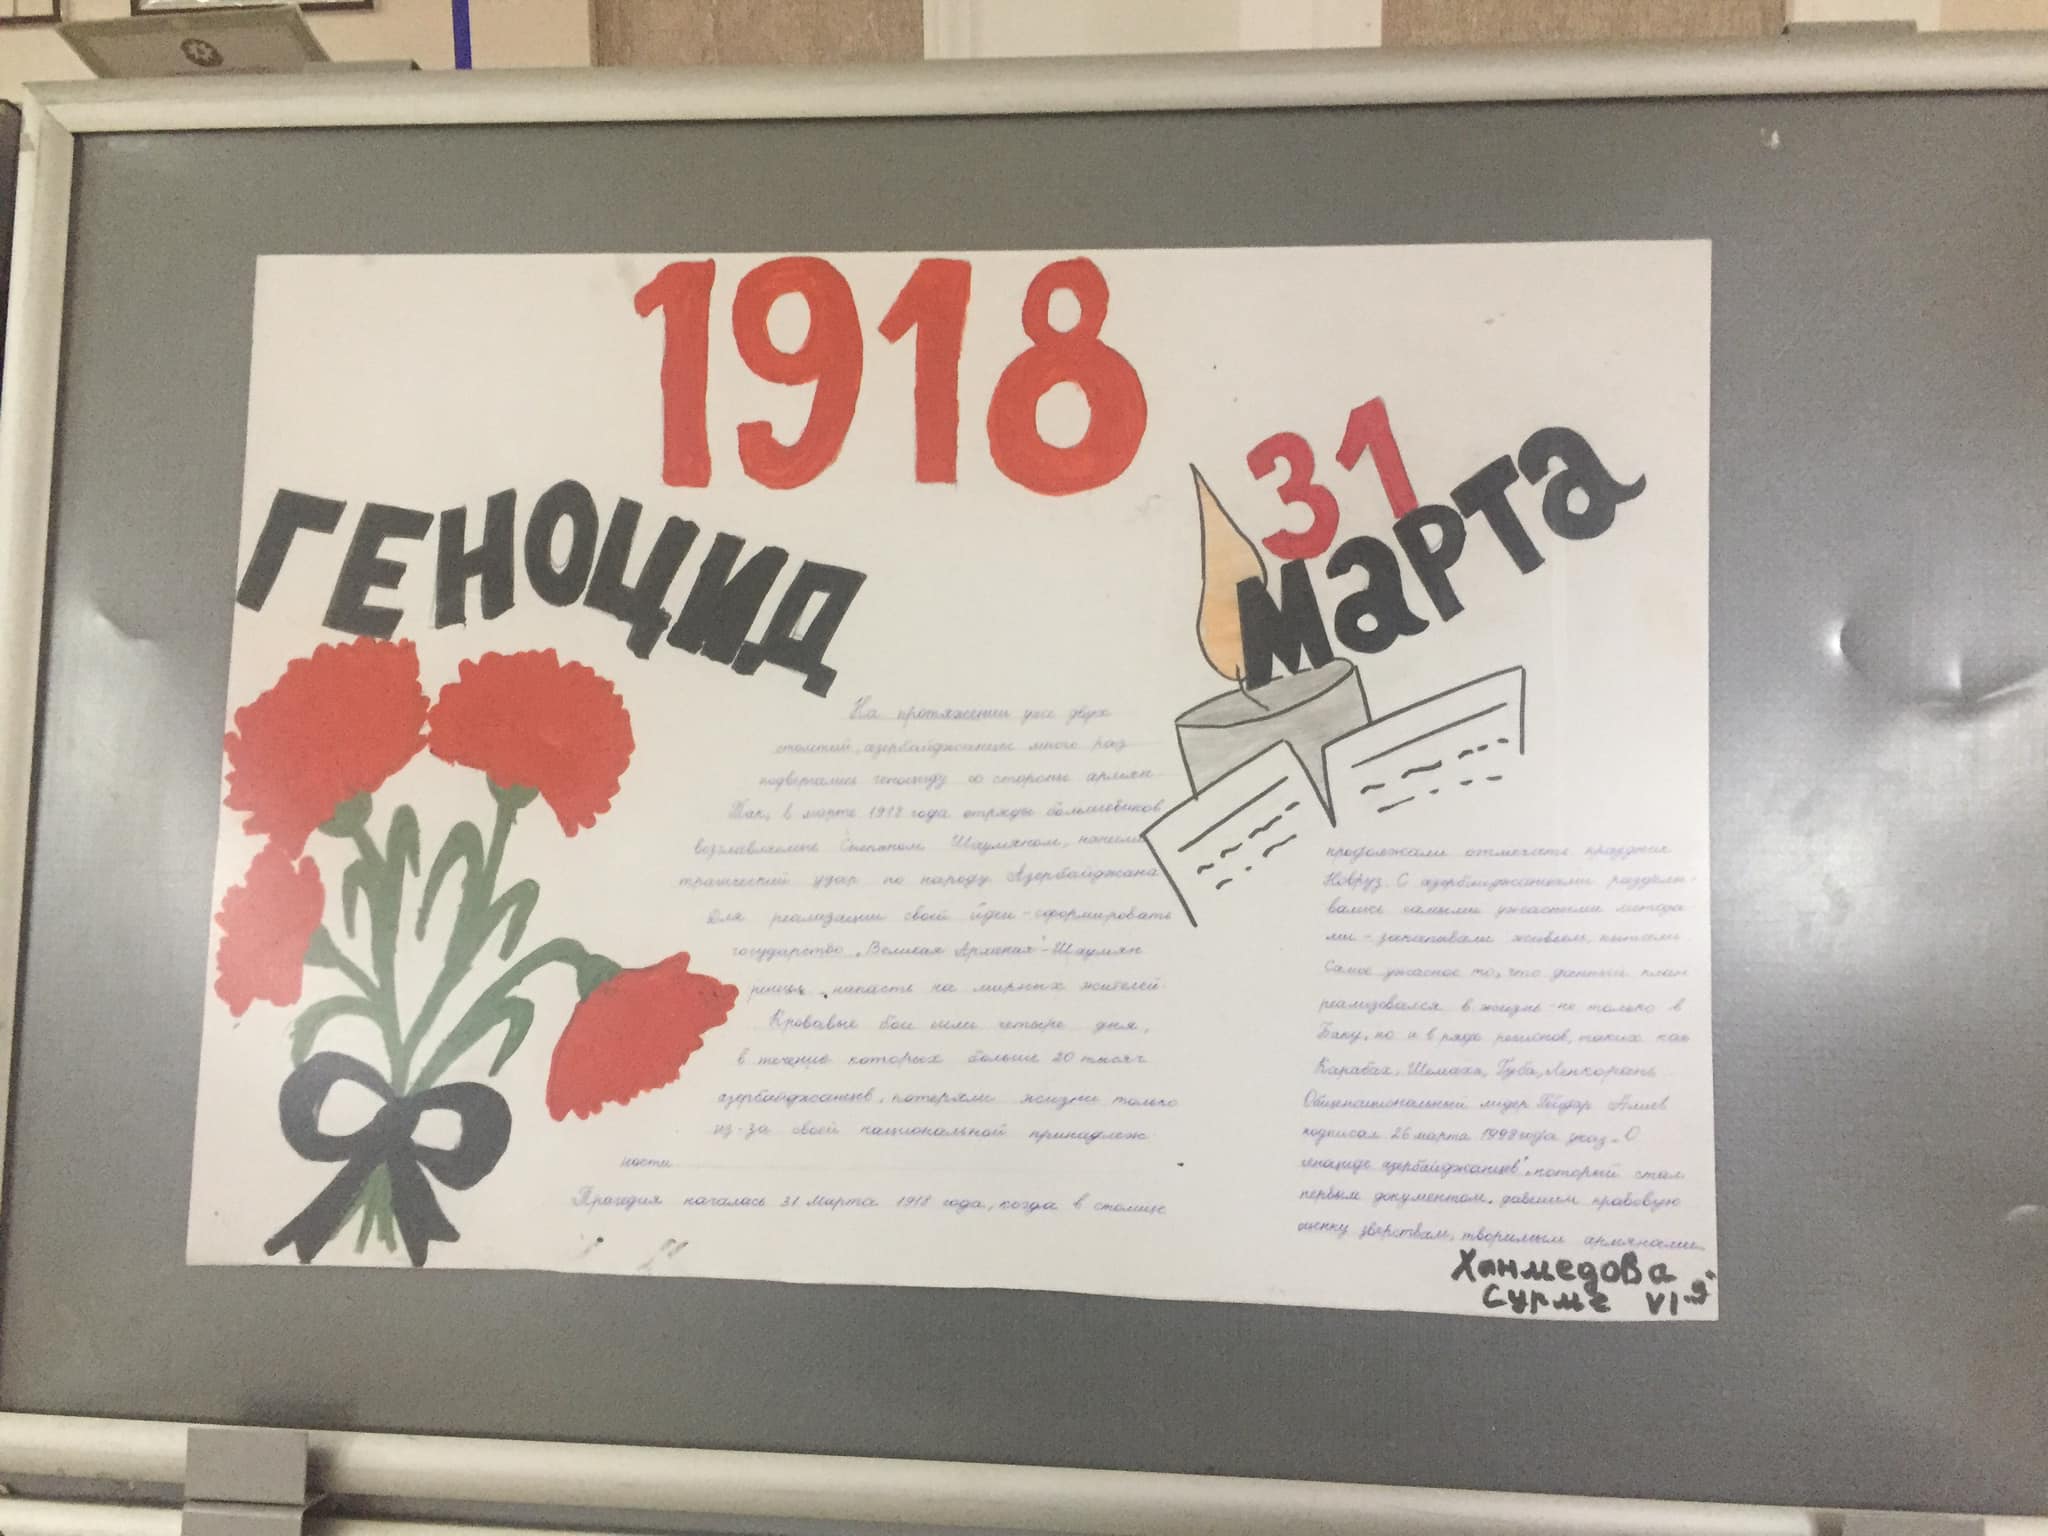 1918
ГЕНОЦИД
31
марта
На протяжении уже двух
столетий, азербайджанцы много раз
подвергались геноциду со стороны армян
Так, в марте 1918 года отряды большевиков
возглавляемые Степаном Шаумяном, нанесли
трагический удар по народу Азербайджана
Для реализации своей идеи-сформировать
государство „Великая Армения"-Шаумян
решил напасть на мирных жителей
Кровавые бои шли четыре дня,
в течение которых больше 20 тысяч
азербайджанцев, потеряли жизни только
из-за своей национальной принадлеж
ности
Трагедия началась 31 Марта 1918 года, когда в столице
продолжали отмечать праздник
Новруз. С азербайджанцами разделы-
вались самыми ужасными метода
ми - закапывали живьем, пытали
Самое ужасное то, что данный план
реализовался в жизнь не только в
Баку, но и в ряде регионов, таких как
Карабах, Шемаха, Губа, Ленкорань
Общенациональный лидер Гейдар Алиев
подписал 26 марта 1998 года указ „О
геноциде азербайджанцев", который стал
первым документом, давшим правовую
оценку зверствам, творимым армянами
Ханмедова
Сурме VI „Я"